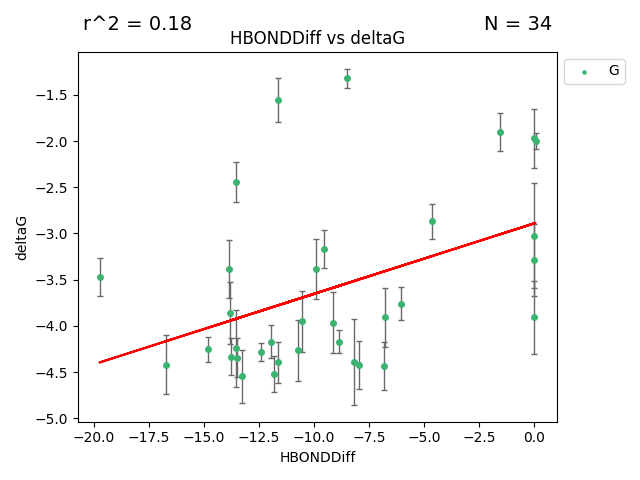 r^2 = 0.18
N = 34
HBONDDiff vs deltaG
G
deltaG
−1.5
−2.0
−2.5
−3.0
−3.5
−4.0
−4.5
−5.0
−20.0 −17.5 −15.0 −12.5 −10.0 −7.5 −5.0 −2.5 0.0
HBONDDiff